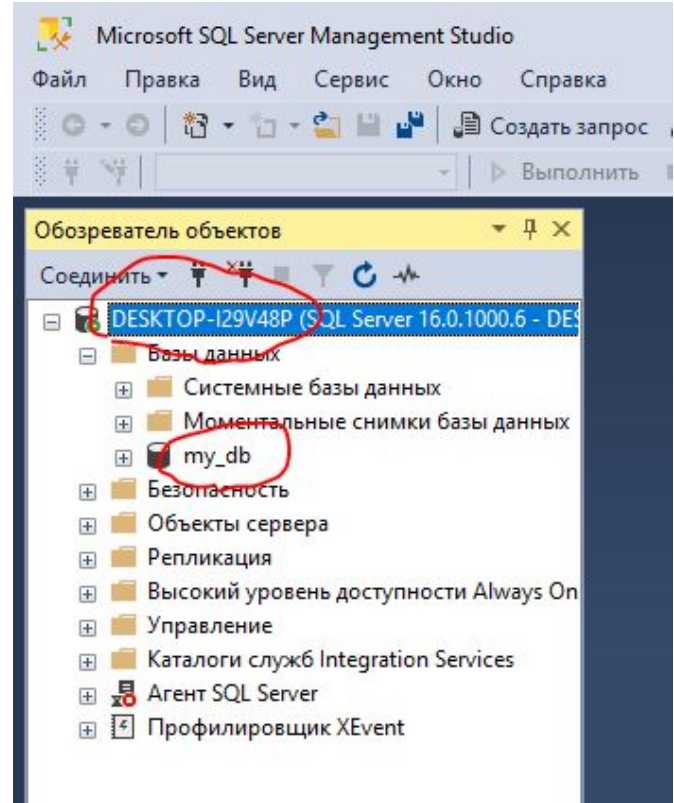 Microsoft SQL Server Management Studio
Файл Правка Вид Сервис Окно Справка
Создать запрос
Выполнить
Обозреватель объектов
Соединить
DESKTOP-I29V48P (SQL Server 16.0.1000.6 - DES
Базы данных
Системные базы данных
Моментальные снимки базы данных
my_db
Безопасность
Объекты сервера
Репликация
Высокий уровень доступности Always On
Управление
Каталоги служб Integration Services
Агент SQL Server
Профилировщик XEvent